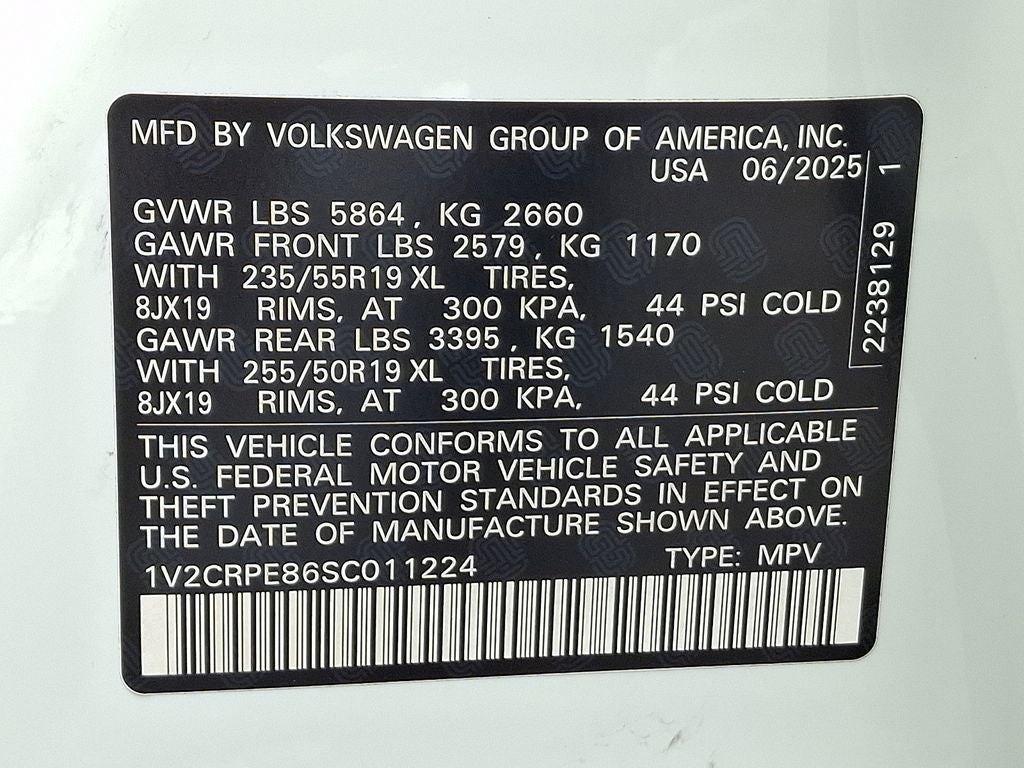 MFD BY VOLKSWAGEN GROUP OF AMERICA, INC.
USA 06/2025
GVWR LBS 5864, KG 2660
GAWR FRONT LBS 2579, KG 1170
WITH 235/55R19 XL TIRES,
8JX19 RIMS, AT 300 KPA, 44 PSI COLD
GAWR REAR LBS 3395, KG 1540
WITH 255/50R19 XL TIRES,
8JX19 RIMS, AT 300 KPA, 44 PSI COLD
2238129 1
THIS VEHICLE CONFORMS TO ALL APPLICABLE
U.S. FEDERAL MOTOR VEHICLE SAFETY AND
THEFT PREVENTION STANDARDS IN EFFECT ON
THE DATE OF MANUFACTURE SHOWN ABOVE.
1V2CRPE86SC011224 TYPE: MPV